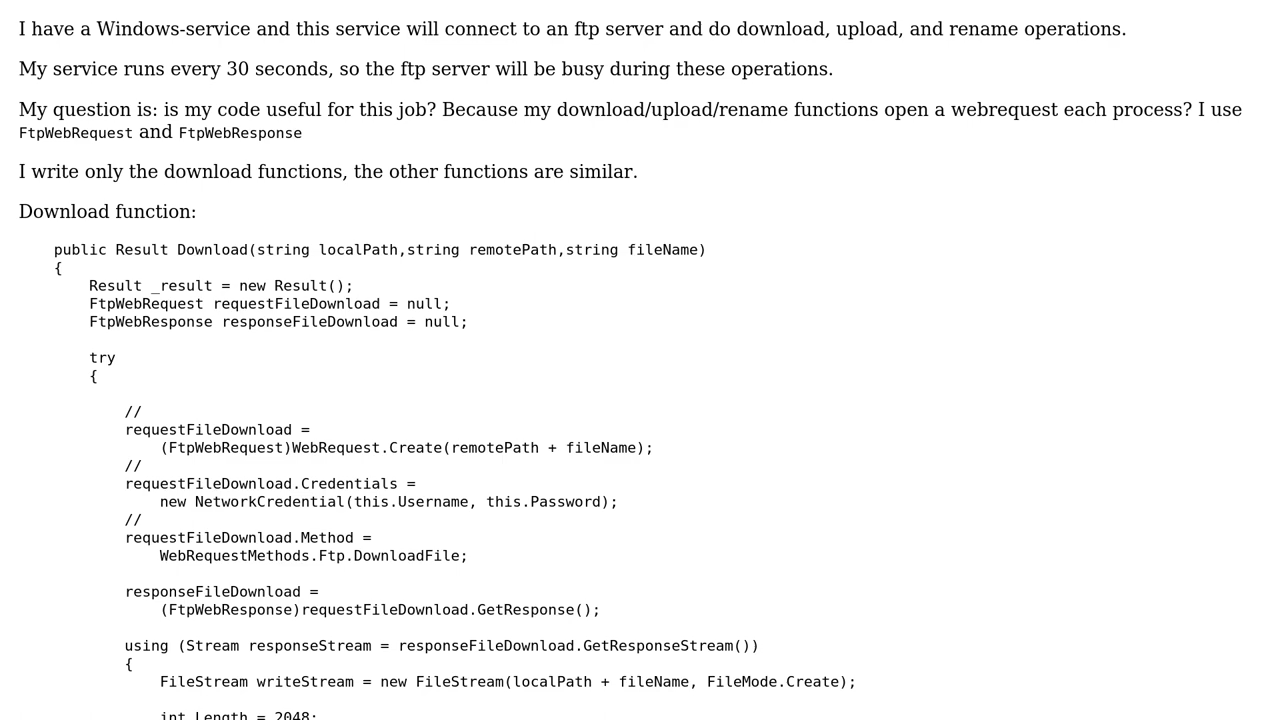 I have a Windows-service and this service will connect to an ftp server and do download, upload, and rename operations.
My service runs every 30 seconds, so the ftp server will be busy during these operations.
My question is: is my code useful for this job? Because my download/upload/rename functions open a webrequest each process? I use
FtpWebRequest and FtpWebResponse
I write only the download functions, the other functions are similar.
Download function:
public Result Download(string localPath,string remotePath,string fileName)
{
Result _result = new Result();
FtpWebRequest requestFileDownload = null;
FtpWebResponse responseFileDownload = null;
try
{
//
requestFileDownload =
(FtpWebRequest)WebRequest.Create(remotePath + fileName);
//
requestFileDownload.Credentials =
new NetworkCredential(this.Username, this.Password);
//
requestFileDownload.Method =
WebRequestMethods.Ftp.DownloadFile;
responseFileDownload =
(FtpWebResponse)requestFileDownload.GetResponse();
using (Stream responseStream = responseFileDownload.GetResponseStream())
{
FileStream writeStream = new FileStream(localPath + fileName, FileMode.Create);
int Length = 2048;